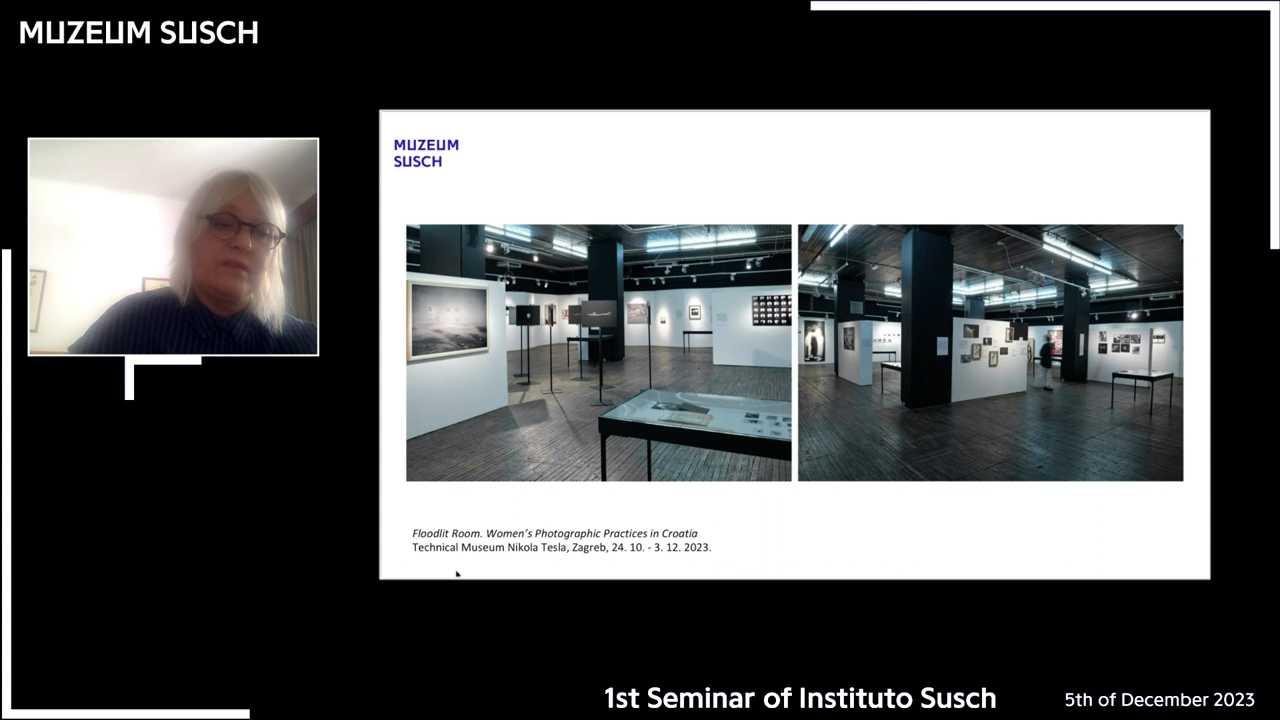 MUZEUM SUSCH
MUZEUM
SUSCH
Floodlit Room. Women's Photographic Practices in Croatia
Technical Museum Nikola Tesla, Zagreb, 24. 10. - 3. 12. 2023.
1st Seminar of Instituto Susch
5th of December 2023